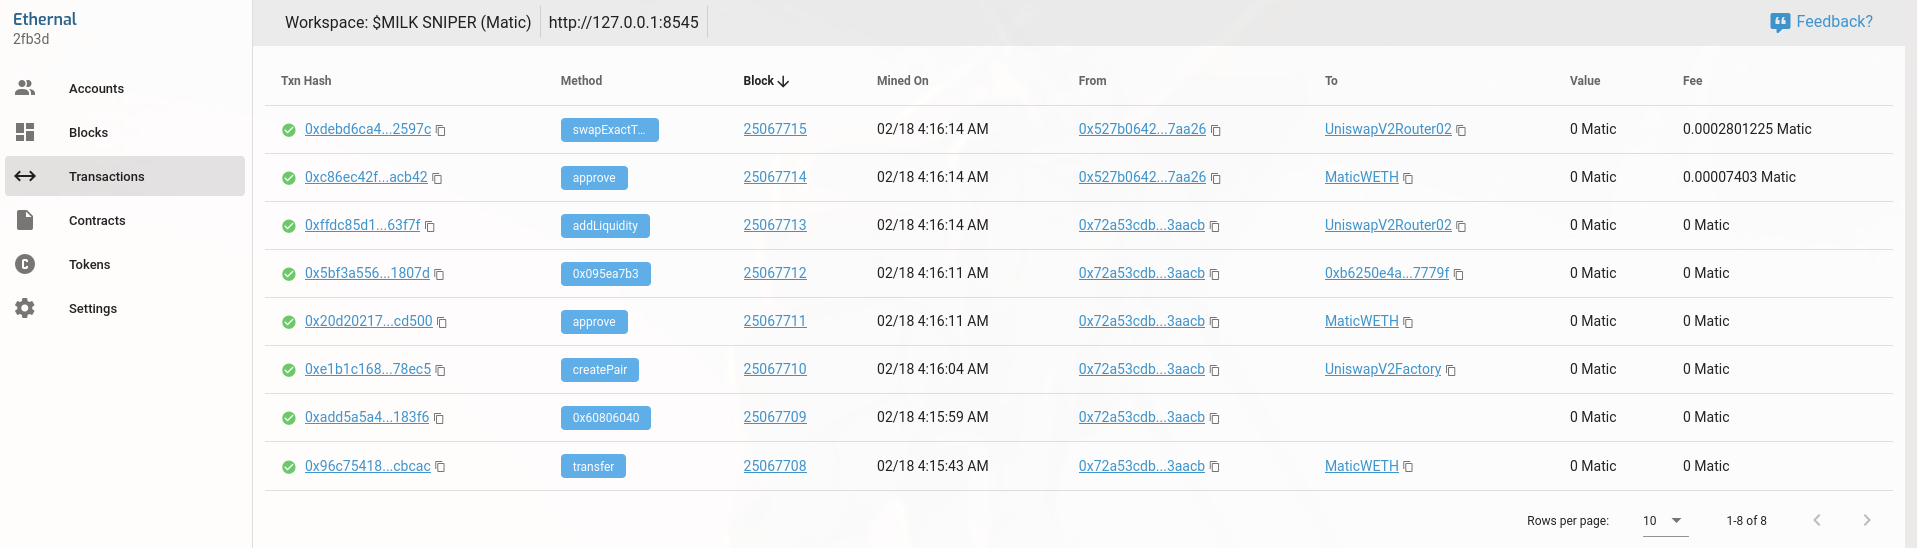 Ethernal
2fb3d
Workspace: $MILK SNIPER (Matic) http://127.0.0.1:8545
Feedback?
Accounts
Blocks
Transactions
Contracts
Tokens
Settings
Txn Hash Method Block Mined On From To Value Fee
0xdebd6ca4...2597c swapExactT... 25067715 02/18 4:16:14 AM 0x527b0642...7aa26 UniswapV2Router02 0 Matic 0.0002801225 Matic
0xc86ec42f...acb42 approve 25067714 02/18 4:16:14 AM 0x527b0642...7aa26 MaticWETH 0 Matic 0.00007403 Matic
0xffdc85d1...63f7f addLiquidity 25067713 02/18 4:16:14 AM 0x72a53cdb...3aacb UniswapV2Router02 0 Matic 0 Matic
0x5bf3a556...1807d 0x095ea7b3 25067712 02/18 4:16:11 AM 0x72a53cdb...3aacb 0xb6250e4a...7779f 0 Matic 0 Matic
0x20d20217...cd500 approve 25067711 02/18 4:16:11 AM 0x72a53cdb...3aacb MaticWETH 0 Matic 0 Matic
0xe1b1c168...78ec5 createPair 25067710 02/18 4:16:04 AM 0x72a53cdb...3aacb UniswapV2Factory 0 Matic 0 Matic
0xadd5a5a4...183f6 0x60806040 25067709 02/18 4:15:59 AM 0x72a53cdb...3aacb 0 Matic 0 Matic
0x96c75418...cbcac transfer 25067708 02/18 4:15:43 AM 0x72a53cdb...3aacb MaticWETH 0 Matic 0 Matic
Rows per page: 10 1-8 of 8